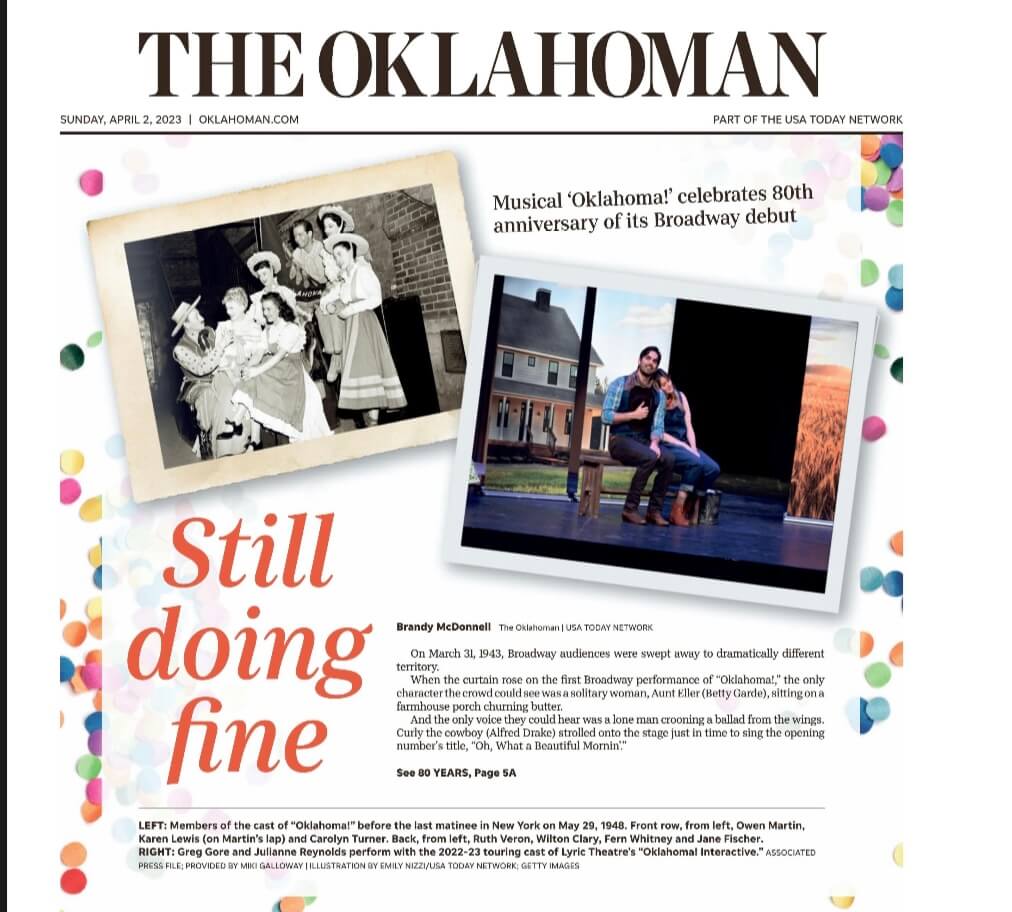 THE OKLAHOMAN
SUNDAY, APRIL 2, 2023 | OKLAHOMAN.COM
PART OF THE USA TODAY NETWORK
Musical ‘Oklahoma!’ celebrates 80th
anniversary of its Broadway debut
Still
doing
fine
Brandy McDonnell The Oklahoman | USA TODAY NETWORK
On March 31, 1943, Broadway audiences were swept away to dramatically different
territory.
When the curtain rose on the first Broadway performance of “Oklahoma!,” the only
character the crowd could see was a solitary woman, Aunt Eller (Betty Garde), sitting on a
farmhouse porch churning butter.
And the only voice they could hear was a lone man crooning a ballad from the wings.
Curly the cowboy (Alfred Drake) strolled onto the stage just in time to sing the opening
number’s title, “Oh, What a Beautiful Mornin’.”
See 80 YEARS, Page 5A
LEFT: Members of the cast of “Oklahoma!” before the last matinee in New York on May 29, 1948. Front row, from left, Owen Martin,
Karen Lewis (on Martin’s lap) and Carolyn Turner. Back, from left, Ruth Veron, Wilton Clary, Fern Whitney and Jane Fischer.
RIGHT: Greg Gore and Julianne Reynolds perform with the 2022-23 touring cast of Lyric Theatre’s “Oklahoma! Interactive.” ASSOCIATED
PRESS FILE; PROVIDED BY MIKI GALLOWAY | ILLUSTRATION BY EMILY NIZZI/USA TODAY NETWORK; GETTY IMAGES